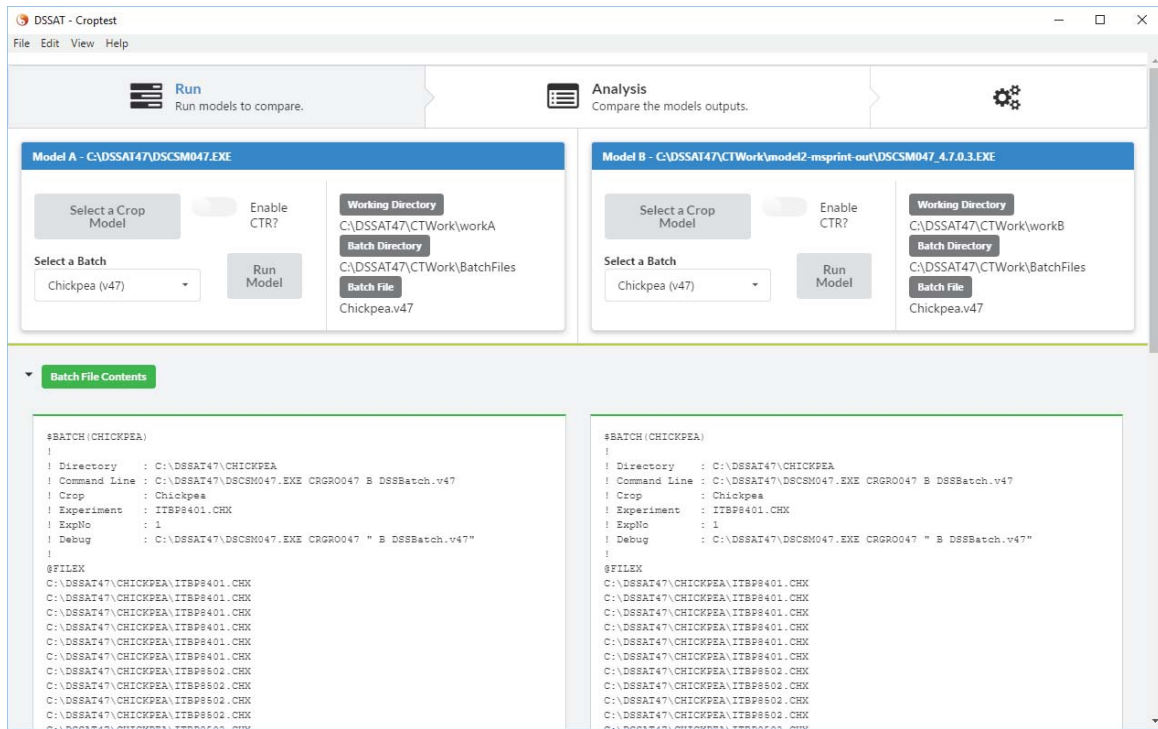 DSSAT - Croptest
File Edit View Help
Run
Run models to compare.
Analysis
Compare the models outputs.
Model A - C:\DSSAT47\DSCSM047.EXE
Select a Crop Model
Enable CTR?
Select a Batch
Chickpea (v47)
Run Model
Working Directory
C:\DSSAT47\CTWork\workA
Batch Directory
C:\DSSAT47\CTWork\BatchFiles
Batch File
Chickpea.v47
Model B - C:\DSSAT47\CTWork\model2-msprint-out\DSCSM047_4.7.0.3.EXE
Select a Crop Model
Enable CTR?
Select a Batch
Chickpea (v47)
Run Model
Working Directory
C:\DSSAT47\CTWork\workB
Batch Directory
C:\DSSAT47\CTWork\BatchFiles
Batch File
Chickpea.v47
Batch File Contents
$BATCH(CHICKPEA)
!
! Directory    : C:\DSSAT47\CHICKPEA
! Command Line : C:\DSSAT47\DSCSM047.EXE CRGRO047 B DSSBatch.v47
! Crop         : Chickpea
! Experiment   : ITBP8401.CHX
! ExpNo        : 1
! Debug        : C:\DSSAT47\DSCSM047.EXE CRGRO047 " B DSSBatch.v47"
!
@FILEX
C:\DSSAT47\CHICKPEA\ITBP8401.CHX
C:\DSSAT47\CHICKPEA\ITBP8401.CHX
C:\DSSAT47\CHICKPEA\ITBP8401.CHX
C:\DSSAT47\CHICKPEA\ITBP8401.CHX
C:\DSSAT47\CHICKPEA\ITBP8401.CHX
C:\DSSAT47\CHICKPEA\ITBP8401.CHX
C:\DSSAT47\CHICKPEA\ITBP8502.CHX
C:\DSSAT47\CHICKPEA\ITBP8502.CHX
C:\DSSAT47\CHICKPEA\ITBP8502.CHX
C:\DSSAT47\CHICKPEA\ITBP8502.CHX
$BATCH(CHICKPEA)
!
! Directory    : C:\DSSAT47\CHICKPEA
! Command Line : C:\DSSAT47\DSCSM047.EXE CRGRO047 B DSSBatch.v47
! Crop         : Chickpea
! Experiment   : ITBP8401.CHX
! ExpNo        : 1
! Debug        : C:\DSSAT47\DSCSM047.EXE CRGRO047 " B DSSBatch.v47"
!
@FILEX
C:\DSSAT47\CHICKPEA\ITBP8401.CHX
C:\DSSAT47\CHICKPEA\ITBP8401.CHX
C:\DSSAT47\CHICKPEA\ITBP8401.CHX
C:\DSSAT47\CHICKPEA\ITBP8401.CHX
C:\DSSAT47\CHICKPEA\ITBP8401.CHX
C:\DSSAT47\CHICKPEA\ITBP8401.CHX
C:\DSSAT47\CHICKPEA\ITBP8502.CHX
C:\DSSAT47\CHICKPEA\ITBP8502.CHX
C:\DSSAT47\CHICKPEA\ITBP8502.CHX
C:\DSSAT47\CHICKPEA\ITBP8502.CHX